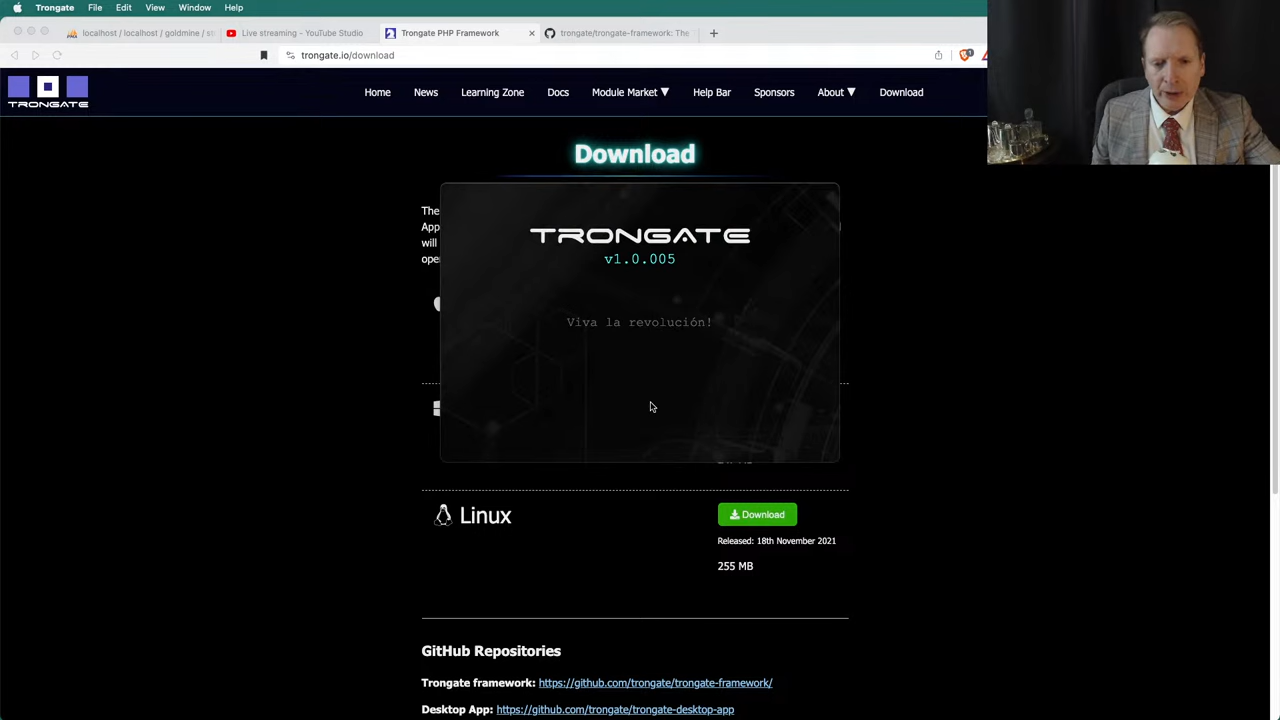 Trongate File Edit View Window Help
localhost / localhost / goldmine / st
Live streaming - YouTube Studio
Trongate PHP Framework
trongate/trongate-framework: The
trongate.io/download
TRONGATE
Home News Learning Zone Docs Module Market ▼ Help Bar Sponsors About ▼ Download
Download
The
App
will
ope
TRONGATE
v1.0.005
Viva la revolución!
Linux
Download
Released: 18th November 2021
255 MB
GitHub Repositories
Trongate framework: https://github.com/trongate/trongate-framework/
Desktop App: https://github.com/trongate/trongate-desktop-app